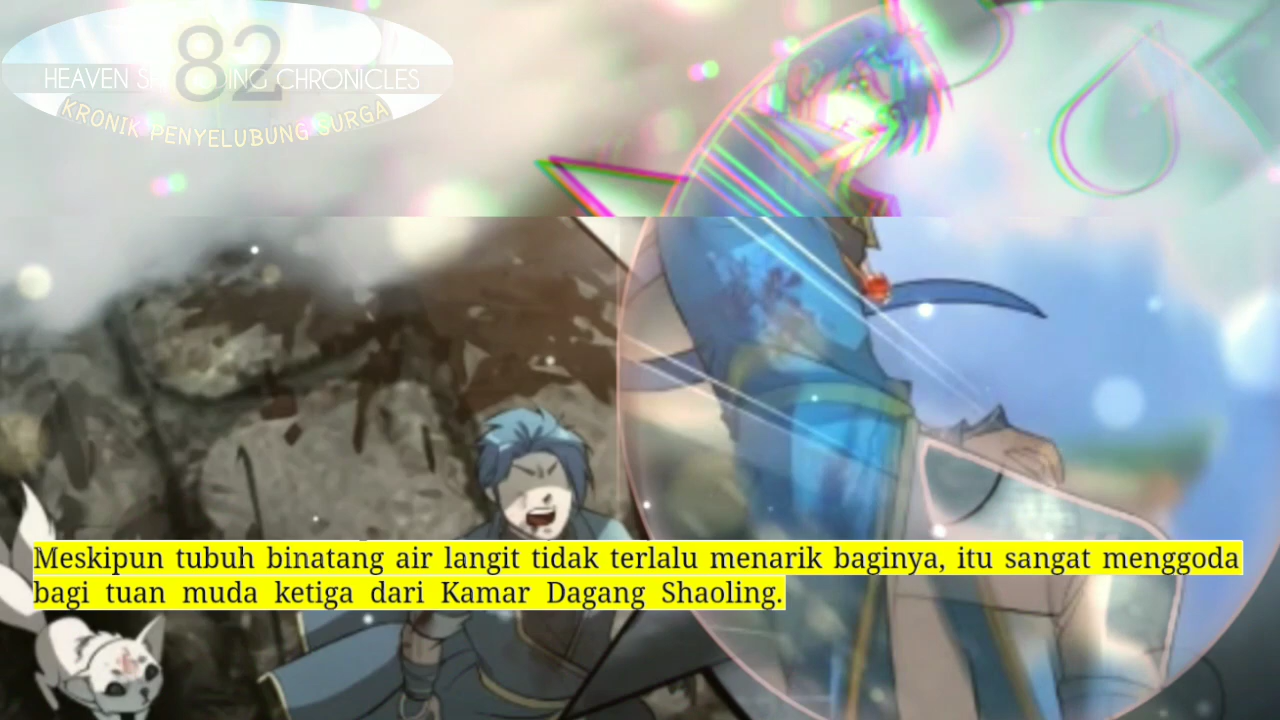 82
HEAVEN S ING CHRONICLES
KRONIK PENYELUBUNG SURGA
Meskipun tubuh binatang air langit tidak terlalu menarik baginya, itu sangat menggoda
bagi tuan muda ketiga dari Kamar Dagang Shaoling.